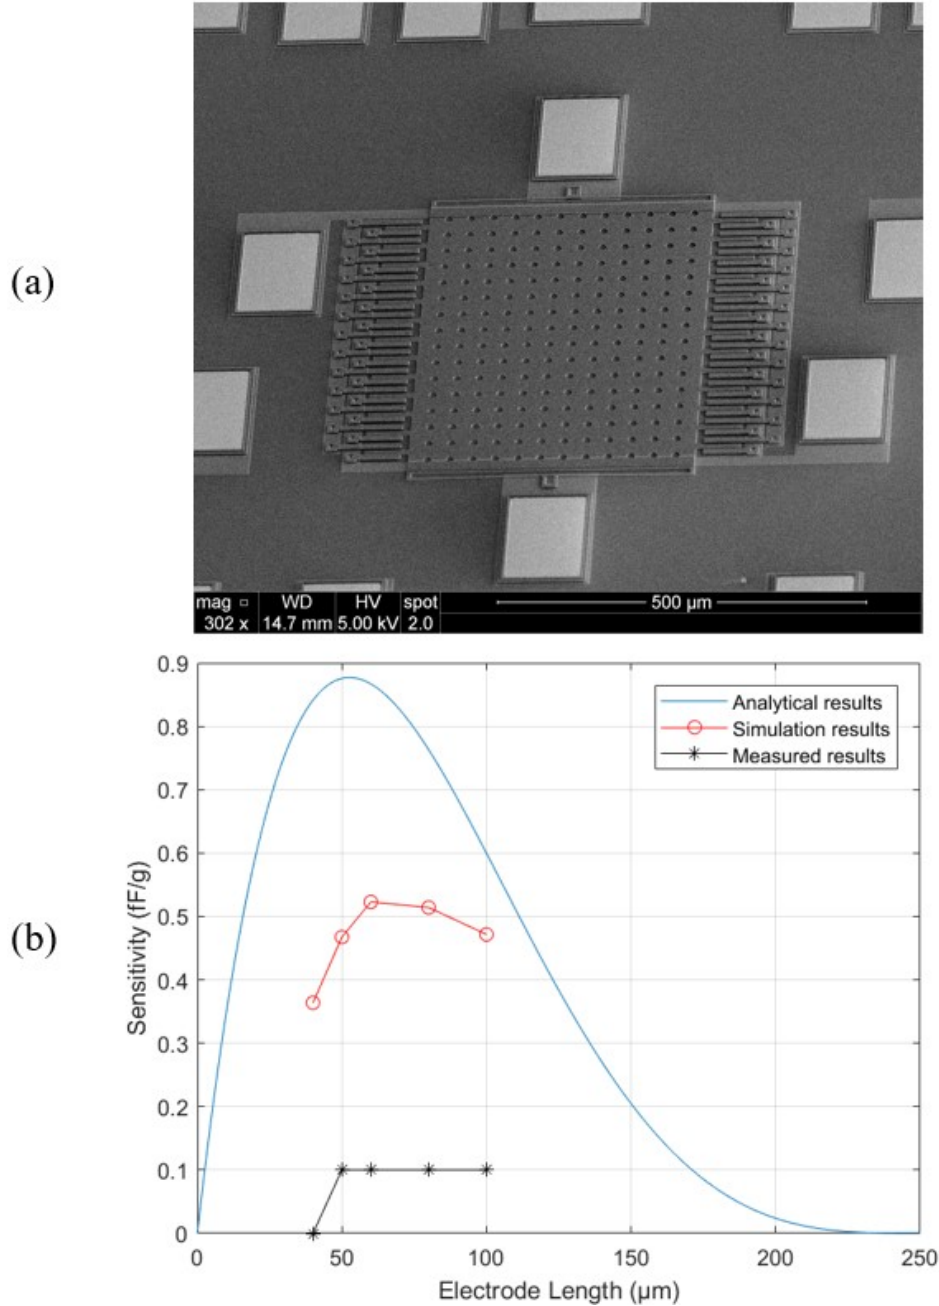 (a)
mag □ WD HV spot
302 x 14.7 mm 5.00 kV 2.0
500 µm
(b)
0.9
0.8
0.7
0.6
0.5
0.4
0.3
0.2
0.1
0
Sensitivity (fF/g)
Analytical results
Simulation results
Measured results
0 50 100 150 200 250
Electrode Length (µm)